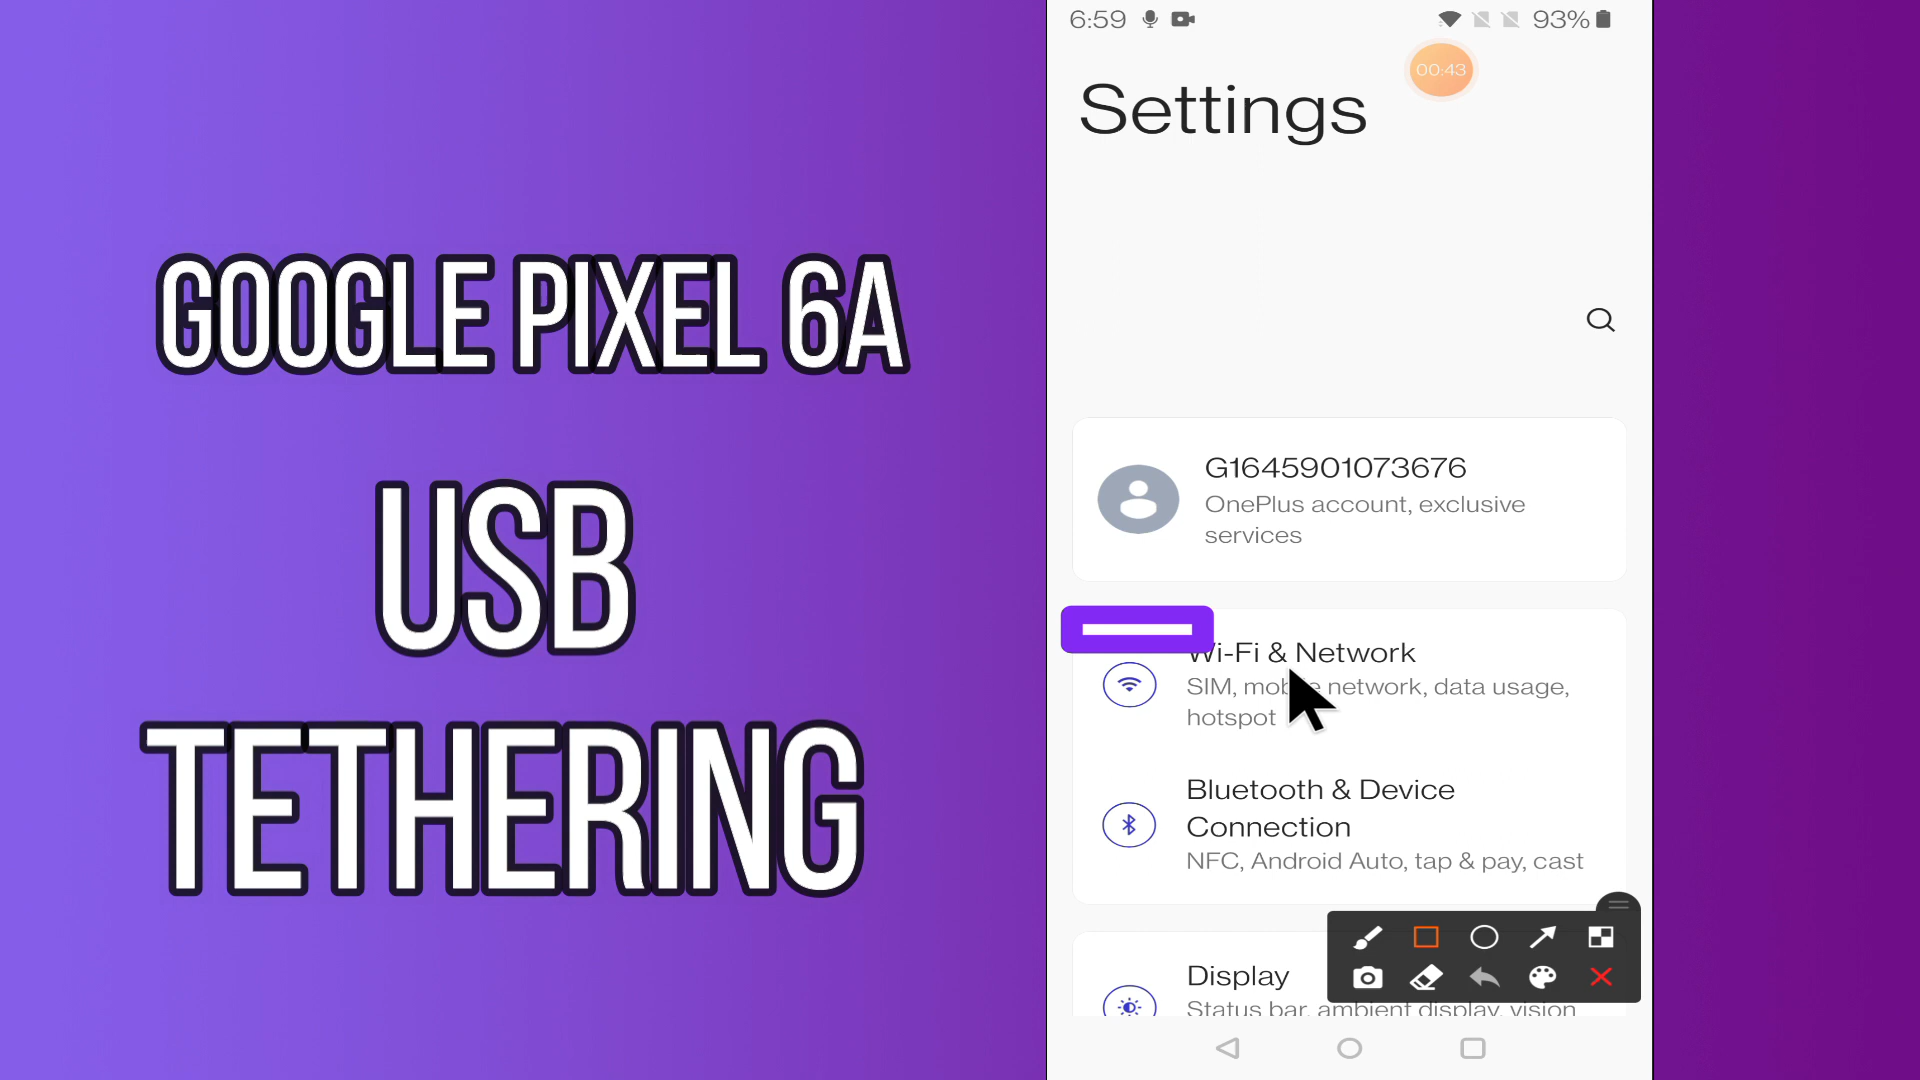 GOOGLE PIXEL 6A
USB
TETHERING
6:59
93%
00:43
Settings
G1645901073676
OnePlus account, exclusive
services
Wi-Fi & Network
SIM, mobile network, data usage,
hotspot
Bluetooth & Device
Connection
NFC, Android Auto, tap & pay, cast
Display
Status bar, ambient display, vision